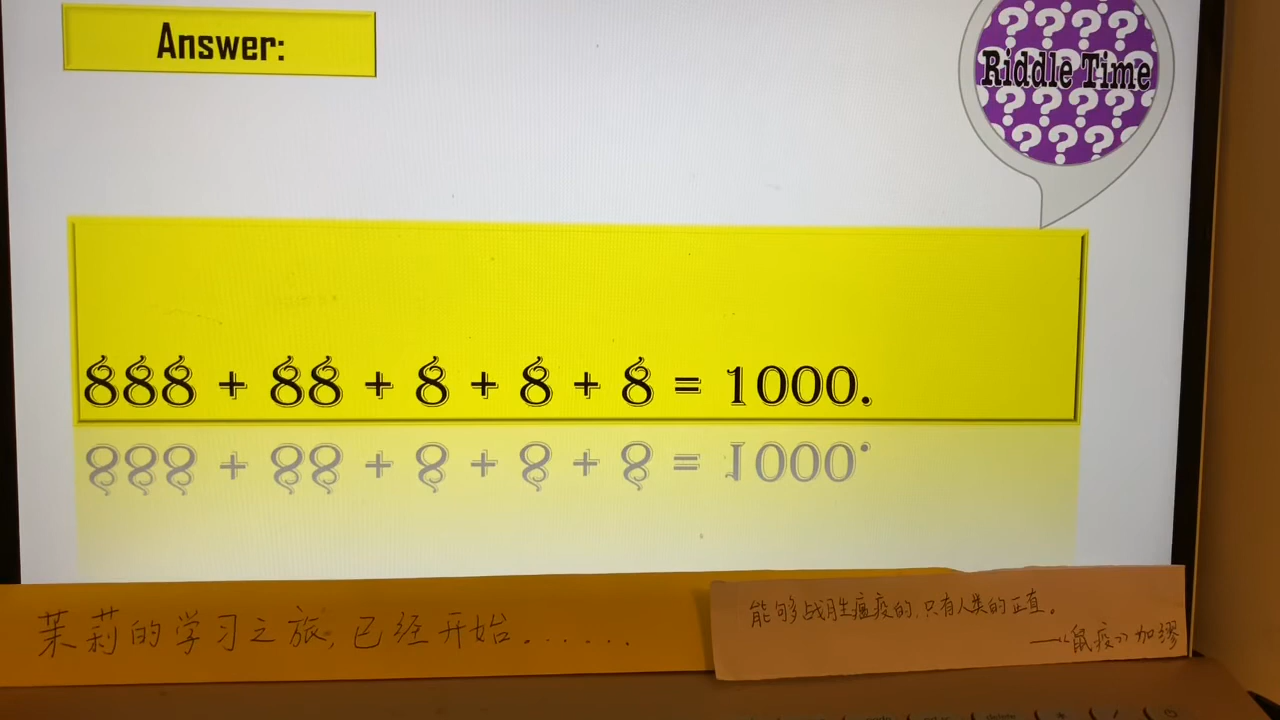 Answer:
Riddle Time
888 + 88 + 8 + 8 + 8 = 1000.
茉莉的学习之旅,已经开始。......
能够战胜瘟疫的,只有人类的正直。
——《鼠疫》加缪